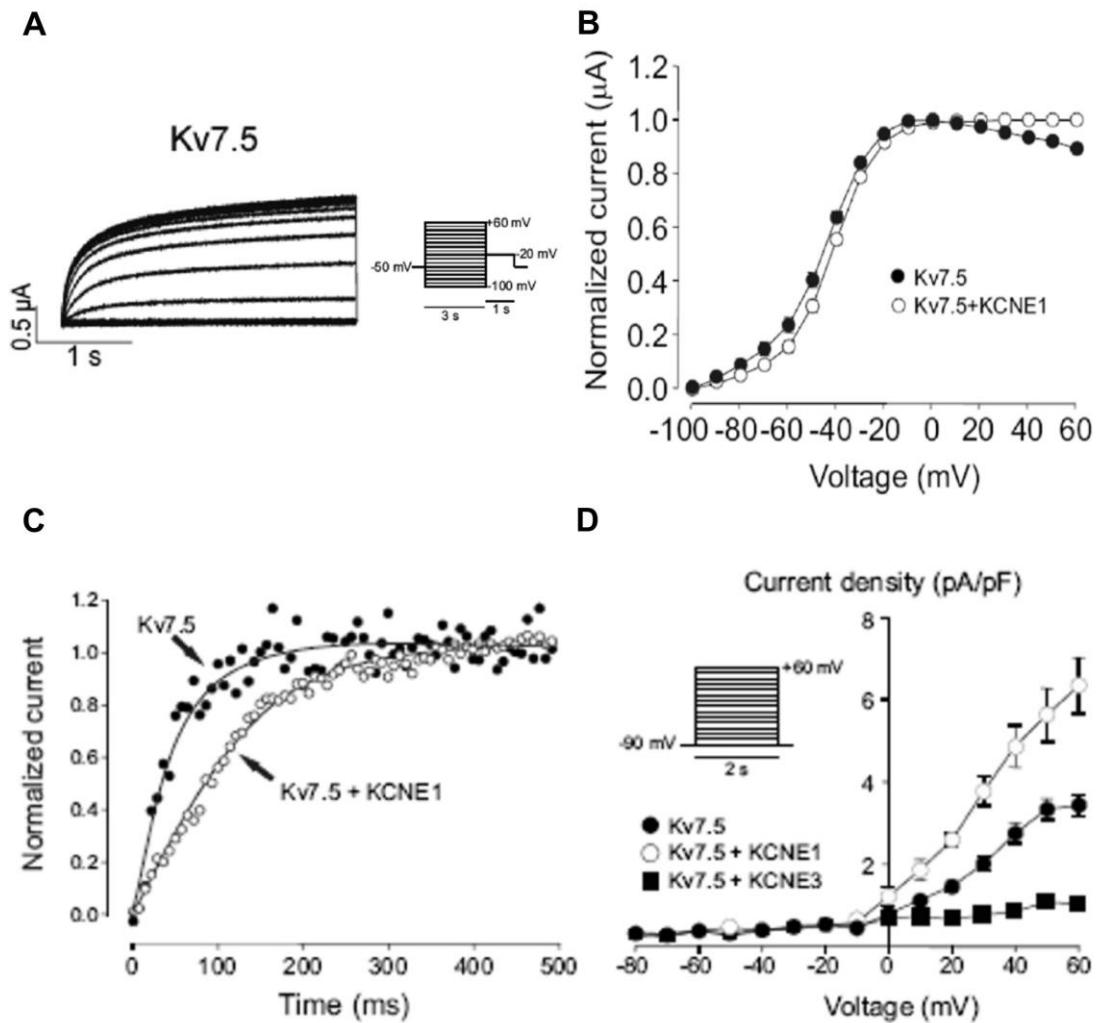 A
Kv7.5
0.5 µA
1 s
+60 mV
-50 mV
-20 mV
-100 mV
3 s
1 s
B
Normalized current (µA)
1.2
1.0
0.8
0.6
0.4
0.2
0.0
Kv7.5
Kv7.5+KCNE1
-100 -80 -60 -40 -20 0 20 40 60
Voltage (mV)
C
Normalized current
1.2
1.0
0.8
0.6
0.4
0.2
0.0
Kv7.5
Kv7.5 + KCNE1
0 100 200 300 400 500
Time (ms)
D
Current density (pA/pF)
8
6
4
2
+60 mV
-90 mV
2 s
Kv7.5
Kv7.5 + KCNE1
Kv7.5 + KCNE3
-80 -60 -40 -20 0 20 40 60
Voltage (mV)